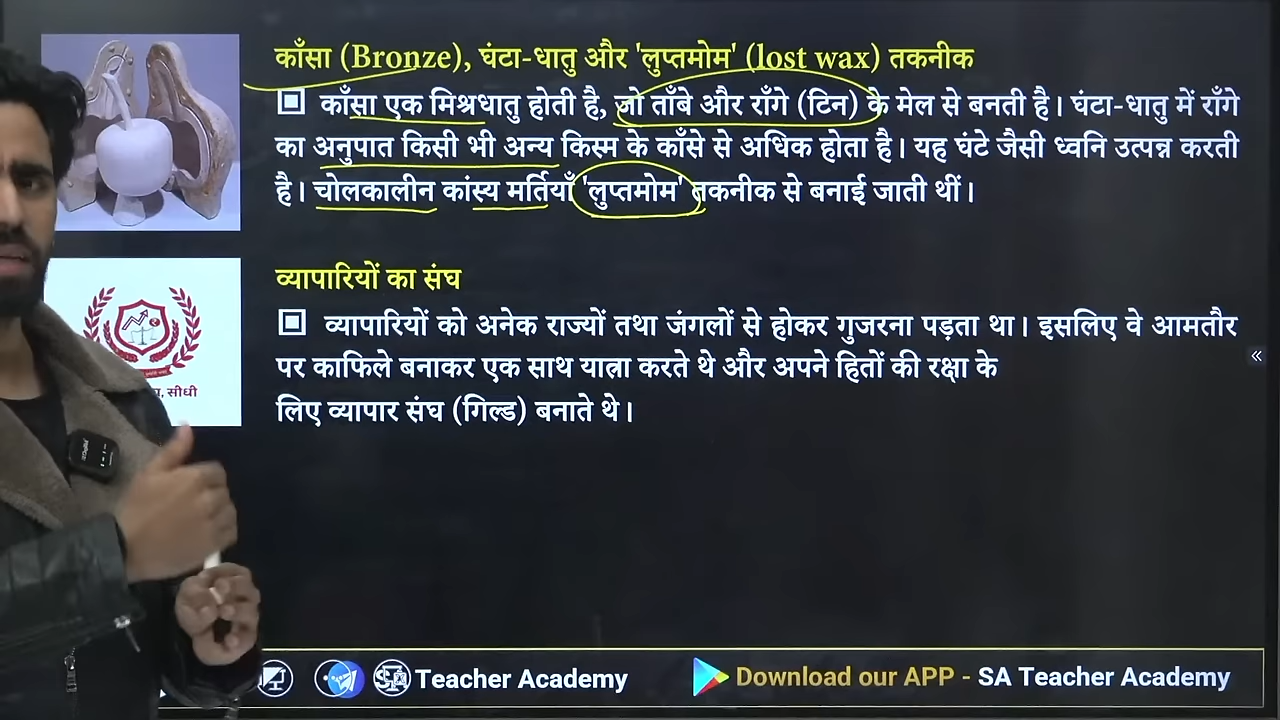 काँसा (Bronze), घंटा-धातु और 'लुप्तमोम' (lost wax) तकनीक
काँसा एक मिश्रधातु होती है, जो ताँबे और राँगे (टिन) के मेल से बनती है। घंटा-धातु में राँगे
का अनुपात किसी भी अन्य किस्म के काँसे से अधिक होता है। यह घंटे जैसी ध्वनि उत्पन्न करती
है। चोलकालीन कांस्य मर्तियाँ 'लुप्तमोम' तकनीक से बनाई जाती थीं।
व्यापारियों का संघ
व्यापारियों को अनेक राज्यों तथा जंगलों से होकर गुजरना पड़ता था। इसलिए वे आमतौर
पर काफिले बनाकर एक साथ यात्रा करते थे और अपने हितों की रक्षा के
लिए व्यापार संघ (गिल्ड) बनाते थे।
सीधी
«
Teacher Academy
Download our APP - SA Teacher Academy